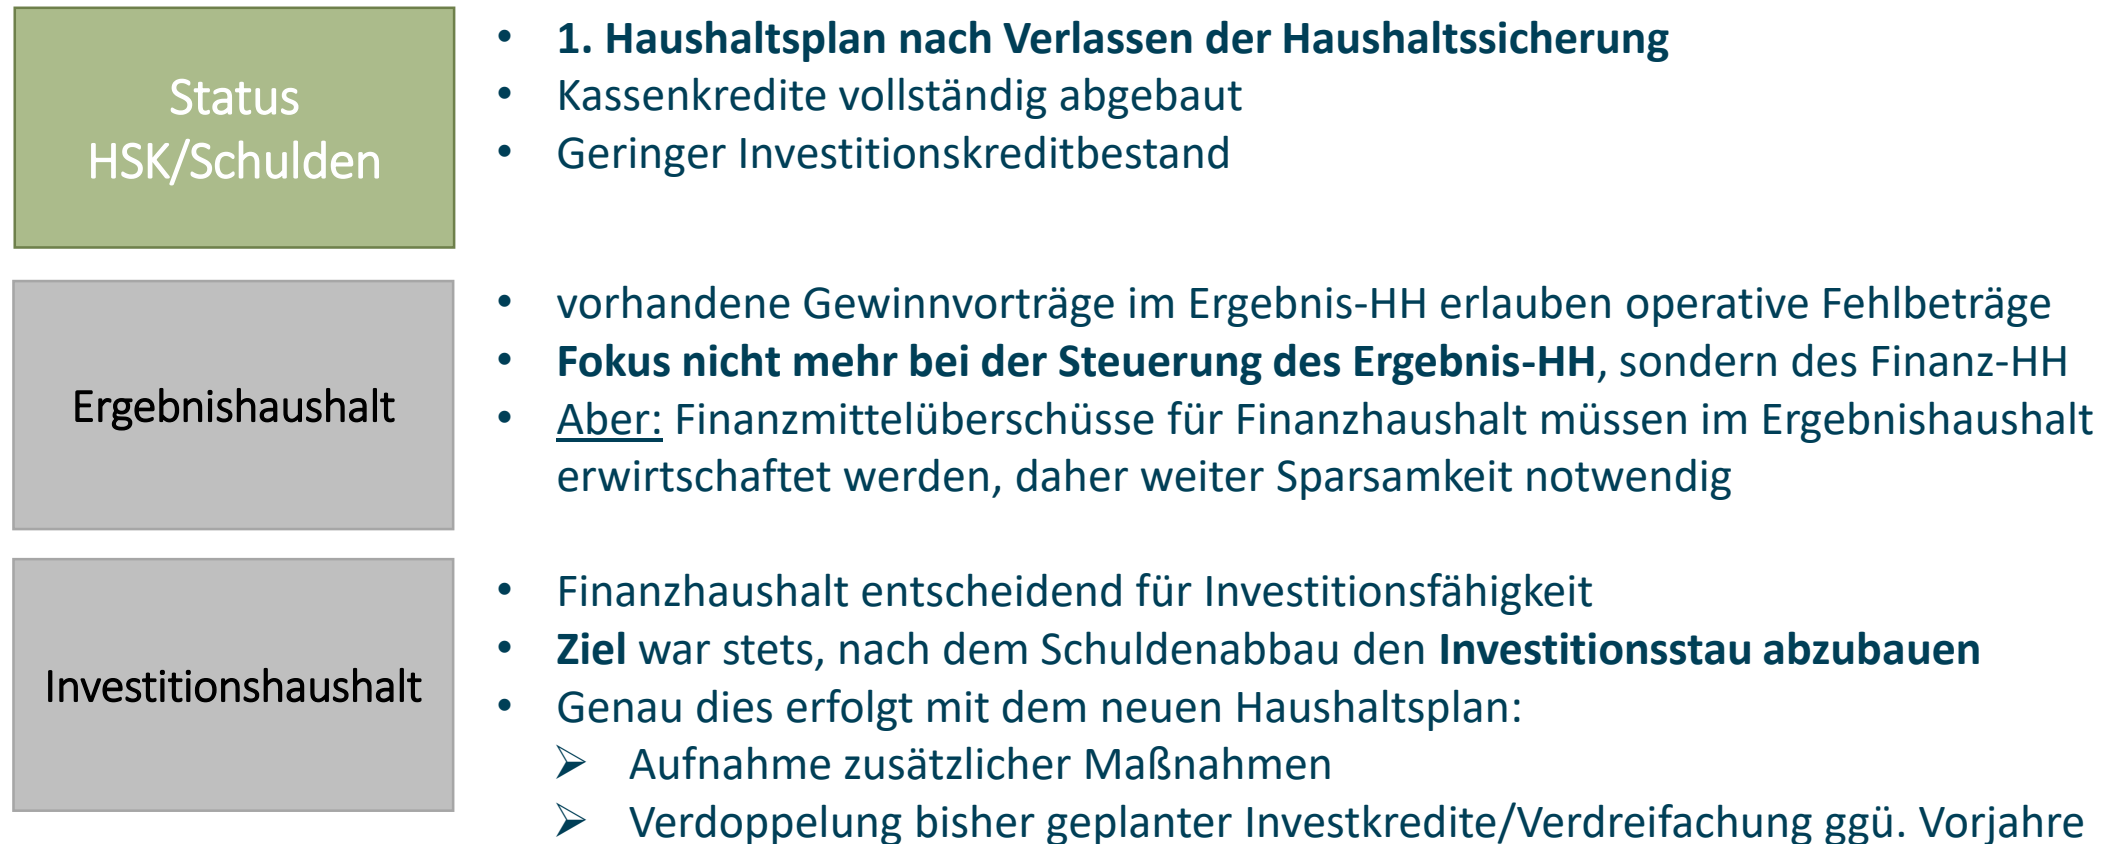 Status
HSK/Schulden
• 1. Haushaltsplan nach Verlassen der Haushaltssicherung
• Kassenkredite vollständig abgebaut
• Geringer Investitionskreditbestand
Ergebnishaushalt
• vorhandene Gewinnvorträge im Ergebnis-HH erlauben operative Fehlbeträge
• Fokus nicht mehr bei der Steuerung des Ergebnis-HH, sondern des Finanz-HH
• Aber: Finanzmittelüberschüsse für Finanzhaushalt müssen im Ergebnishaushalt
erwirtschaftet werden, daher weiter Sparsamkeit notwendig
Investitionshaushalt
• Finanzhaushalt entscheidend für Investitionsfähigkeit
• Ziel war stets, nach dem Schuldenabbau den Investitionsstau abzubauen
• Genau dies erfolgt mit dem neuen Haushaltsplan:
➢ Aufnahme zusätzlicher Maßnahmen
➢ Verdoppelung bisher geplanter Investkredite/Verdreifachung ggü. Vorjahre